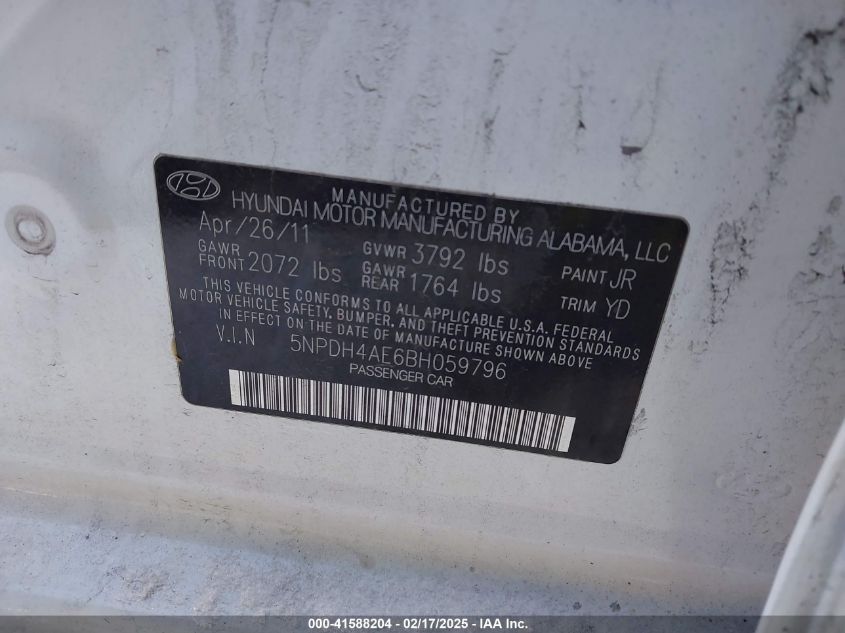 MANUFACTURED BY
HYUNDAI MOTOR MANUFACTURING ALABAMA, LLC
Apr/26/11 GVWR 3792 lbs PAINT JR
GAWR FRONT 2072 lbs GAWR REAR 1764 lbs TRIM YD
THIS VEHICLE CONFORMS TO ALL APPLICABLE U.S.A. FEDERAL
MOTOR VEHICLE SAFETY, BUMPER, AND THEFT PREVENTION STANDARDS
IN EFFECT ON THE DATE OF MANUFACTURE SHOWN ABOVE
V.I.N 5NPDH4AE6BH059796
PASSENGER CAR
000-41588204 - 02/17/2025 - IAA Inc.